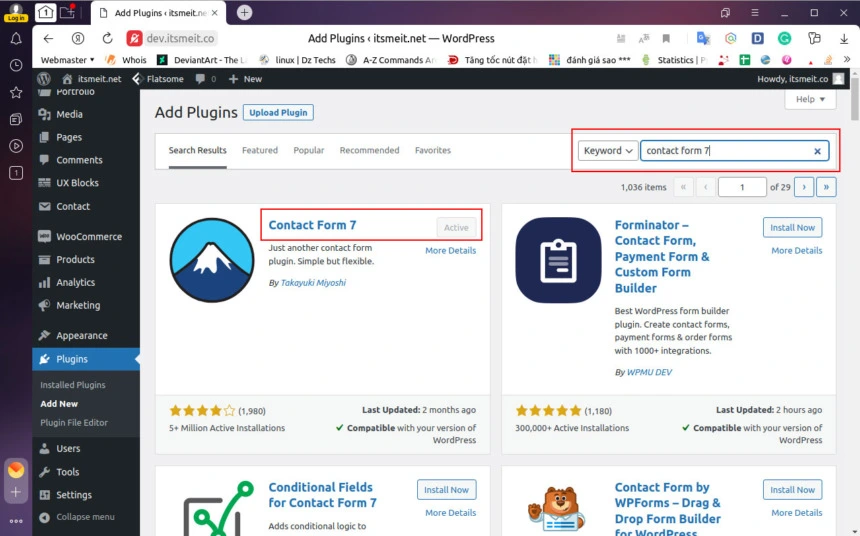 Log in
1
Add Plugins ‹ itsmeit.net
dev.itsmeit.co
Add Plugins ‹ itsmeit.net — WordPress
Webmaster
Whois
DeviantArt - The La
linux | Dz Techs
A-Z Commands
Tăng tốc nút đặt h
đánh giá sao ***
Statistics | P
itsmeit.net
Flatsome
0
New
Howdy, itsmeit.co
Portfolio
Media
Pages
Comments
UX Blocks
Contact
WooCommerce
Products
Analytics
Marketing
Appearance
Plugins
Installed Plugins
Add New
Plugin File Editor
Users
Tools
Settings
Collapse menu
1
Help
Add Plugins
Upload Plugin
Search Results
Featured
Popular
Recommended
Favorites
Keyword
contact form 7
1,036 items
«
‹
1
of 29
›
»
Contact Form 7
Active
Just another contact form
plugin. Simple but flexible.
More Details
By Takayuki Miyoshi
(1,980)
5+ Million Active Installations
Last Updated: 2 months ago
Compatible with your version of
WordPress
Forminator –
Contact Form,
Payment Form &
Custom Form
Builder
Install Now
More Details
Best WordPress form builder
plugin. Create contact forms,
payment forms & order forms
with 1000+ integrations.
By WPMU DEV
(1,180)
300,000+ Active Installations
Last Updated: 2 hours ago
Compatible with your version of
WordPress
Conditional Fields
for Contact Form 7
Install Now
More Details
Adds conditional logic to
Contact Form by
WPForms – Drag &
Drop Form Builder
for WordPress
Install Now
More Details